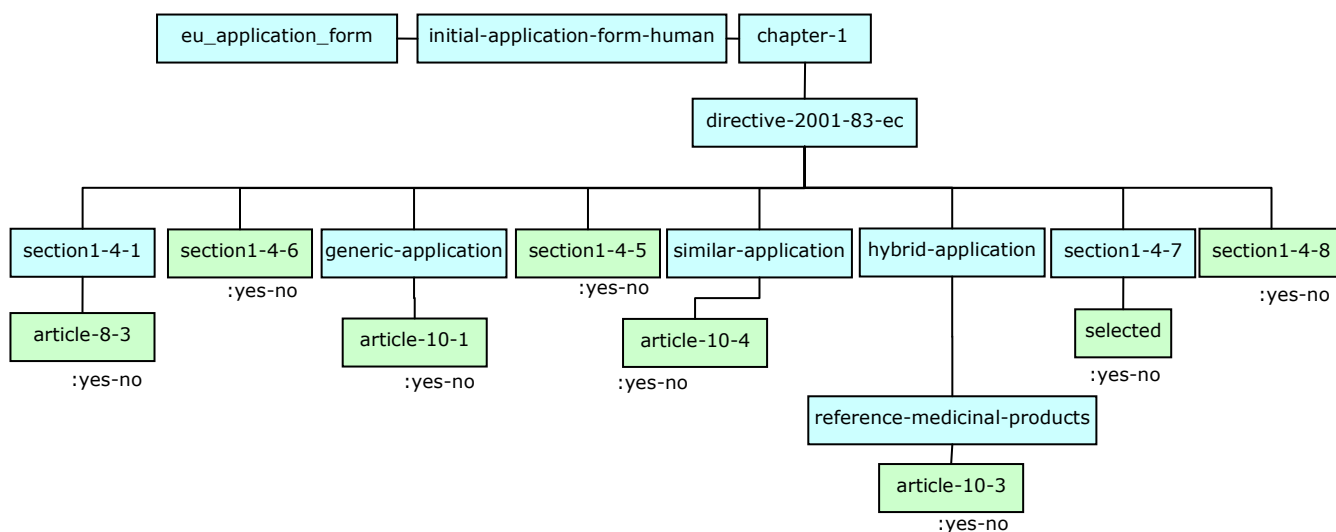 eu_application_form
initial-application-form-human
chapter-1
directive-2001-83-ec
section1-4-1
section1-4-6
generic-application
section1-4-5
similar-application
hybrid-application
section1-4-7
section1-4-8
:yes-no
:yes-no
:yes-no
article-8-3
article-10-1
article-10-4
selected
:yes-no
:yes-no
:yes-no
:yes-no
reference-medicinal-products
article-10-3
:yes-no